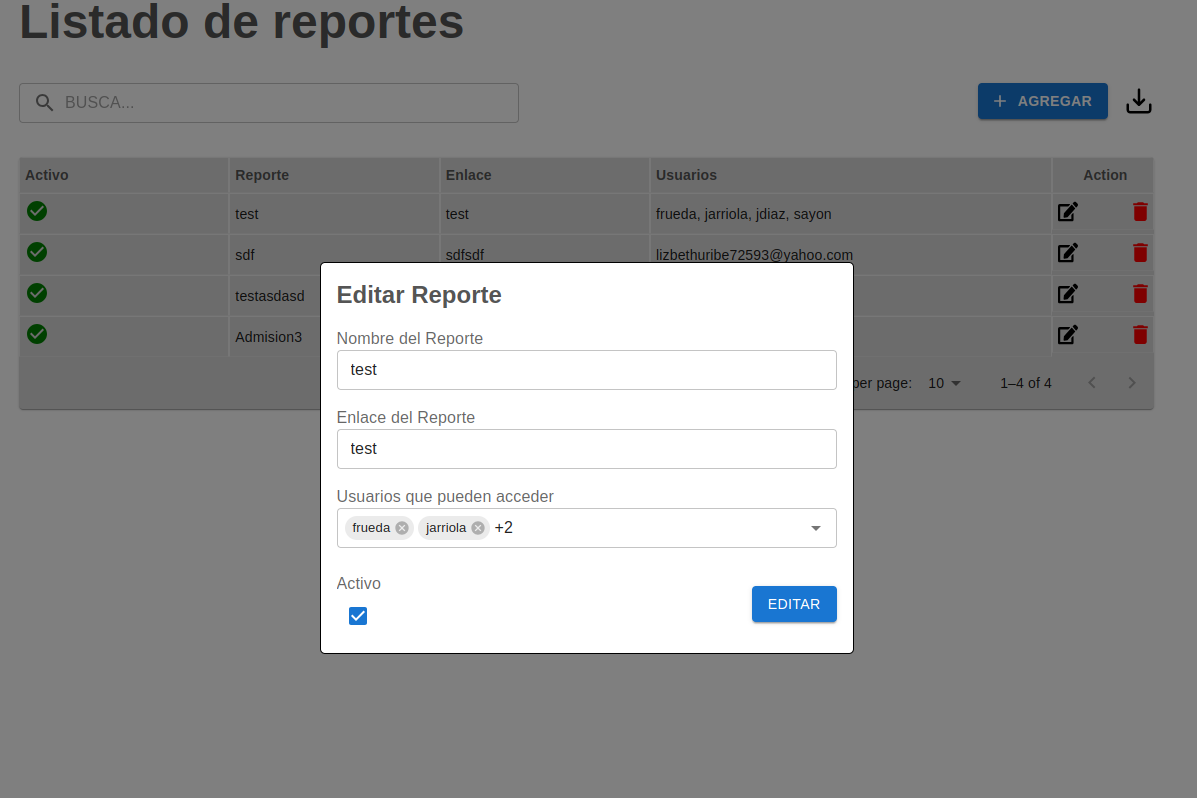 Listado de reportes
BUSCA...
AGREGAR
Activo Reporte Enlace Usuarios Action
test test frueda, jarriola, jdiaz, sayon
sdf sdfsdf lizbethuribe72593@yahoo.com
testasdasd
Admision3
per page: 10 1–4 of 4
Editar Reporte
Nombre del Reporte
test
Enlace del Reporte
test
Usuarios que pueden acceder
frueda jarriola +2
Activo
EDITAR